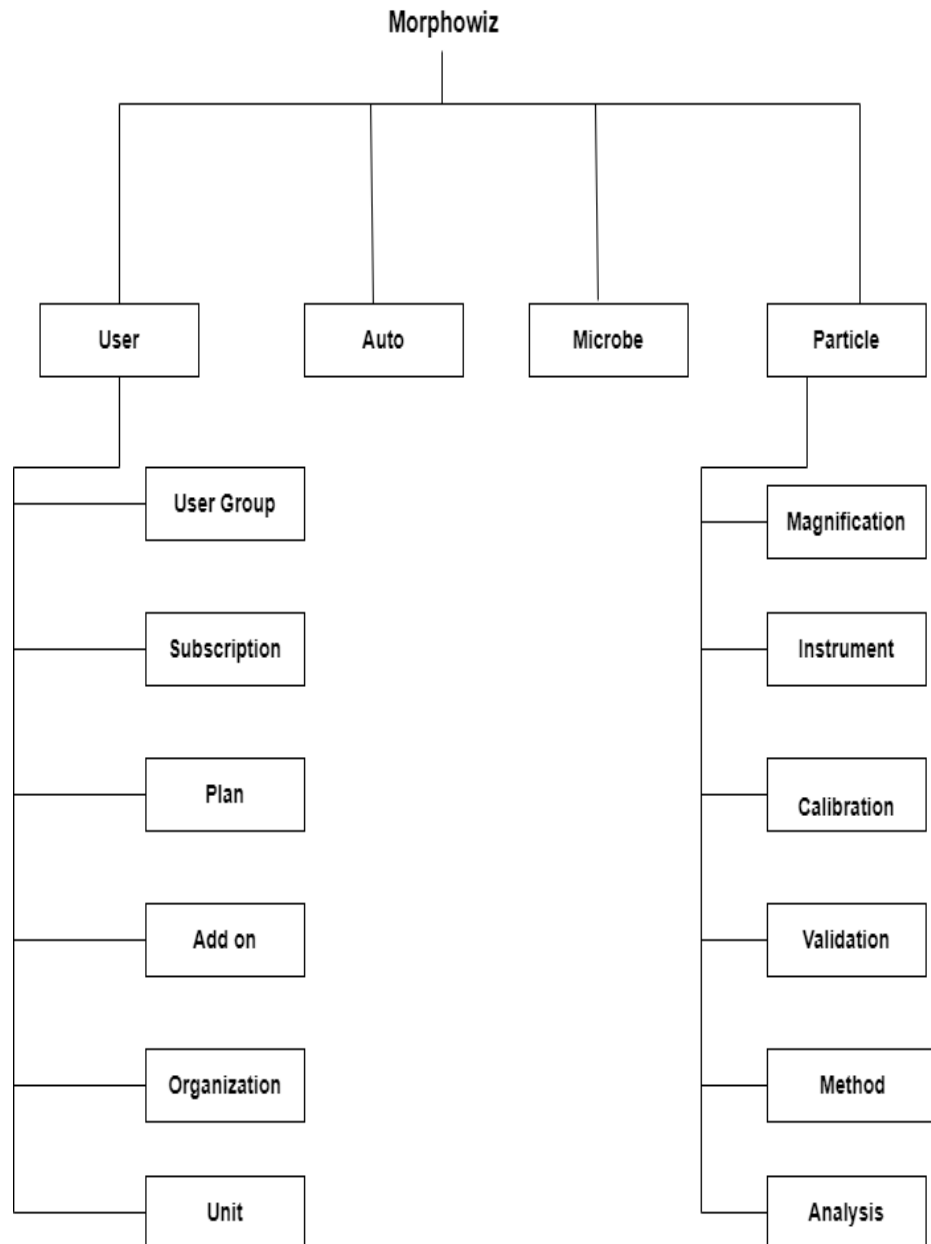 Morphowiz
User
Auto
Microbe
Particle
User Group
Subscription
Plan
Add on
Organization
Unit
Magnification
Instrument
Calibration
Validation
Method
Analysis